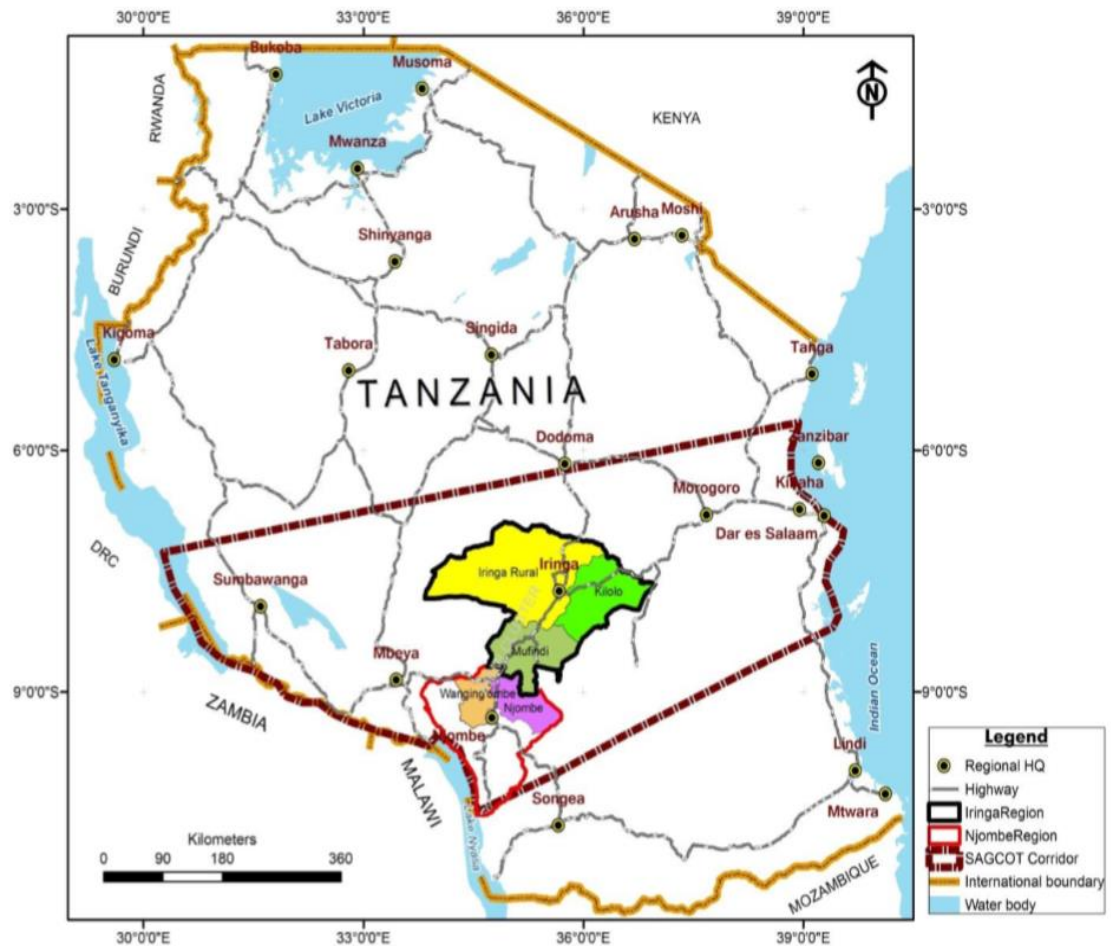 30°0'0"E 33°0'0"E 36°0'0"E 39°0'0"E
Bukoba
Musoma
Lake Victoria
RWANDA
KENYA
N
Mwanza
3°0'0"S 3°0'0"S
Arusha Moshi
Shinyanga
BURUNDI
Kigoma
Singida
Tabora
Tanga
Lake Tanganyika
TANZANIA
Dodoma
Zanzibar
6°0'0"S 6°0'0"S
Morogoro
Dar es Salaam
DRC
Iringa
Iringa Rural
Sumbawanga
Kilolo
Mufindi
Mbeya
9°0'0"S 9°0'0"S
Wanging'ombe
Njombe
ZAMBIA
Indian Ocean
Lindi
MALAWI
Songea
Mtwara
Lake Nyasa
MOZAMBIQUE
Kilometers
0 90 180 360
30°0'0"E 33°0'0"E 36°0'0"E 39°0'0"E
Legend
Regional HQ
Highway
IringaRegion
NjombeRegion
SAGCOT Corridor
International boundary
Water body